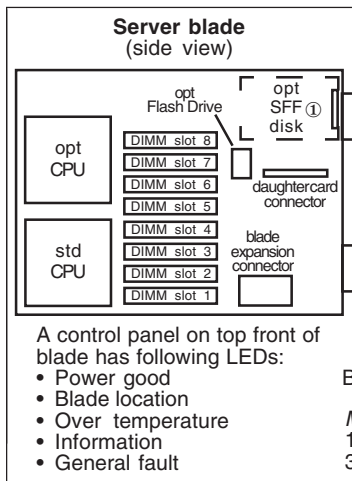 Server blade
(side view)
opt
Flash Drive
opt
SFF ①
disk
opt
CPU
DIMM slot 8
DIMM slot 7
DIMM slot 6
DIMM slot 5
DIMM slot 4
DIMM slot 3
DIMM slot 2
DIMM slot 1
daughtercard
connector
std
CPU
blade
expansion
connector
A control panel on top front of
blade has following LEDs:
• Power good
• Blade location
• Over temperature
• Information
• General fault